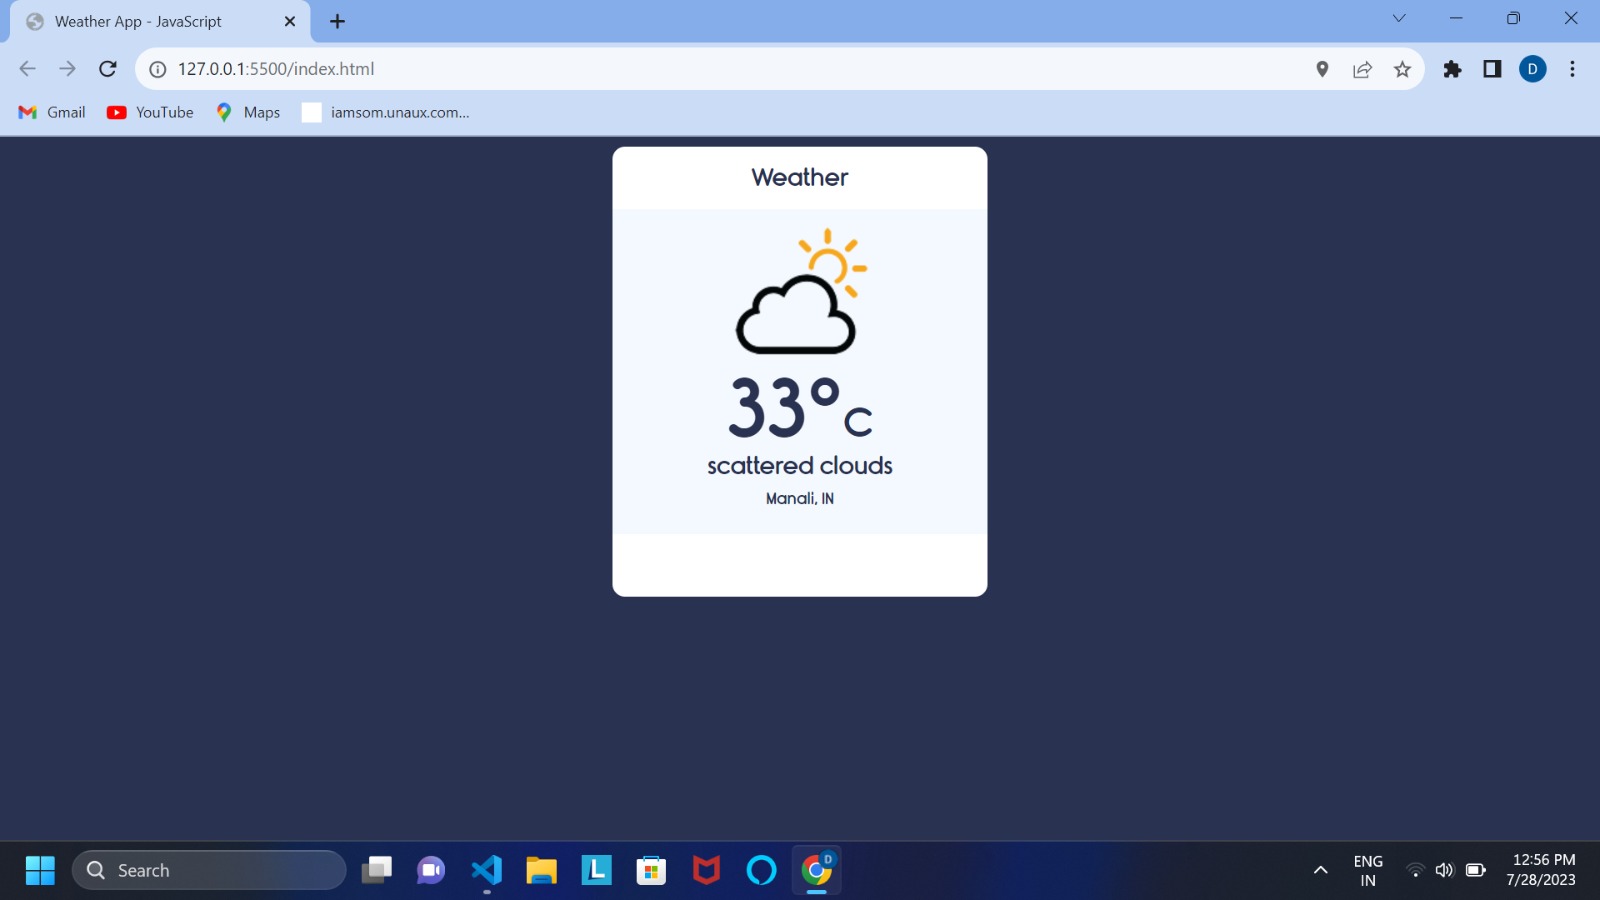 Weather App - JavaScript
127.0.0.1:5500/index.html
D
Gmail
YouTube
Maps
iamsom.unaux.com...
Weather
33°c
scattered clouds
Manali, IN
Search
L
D
ENG
IN
12:56 PM
7/28/2023